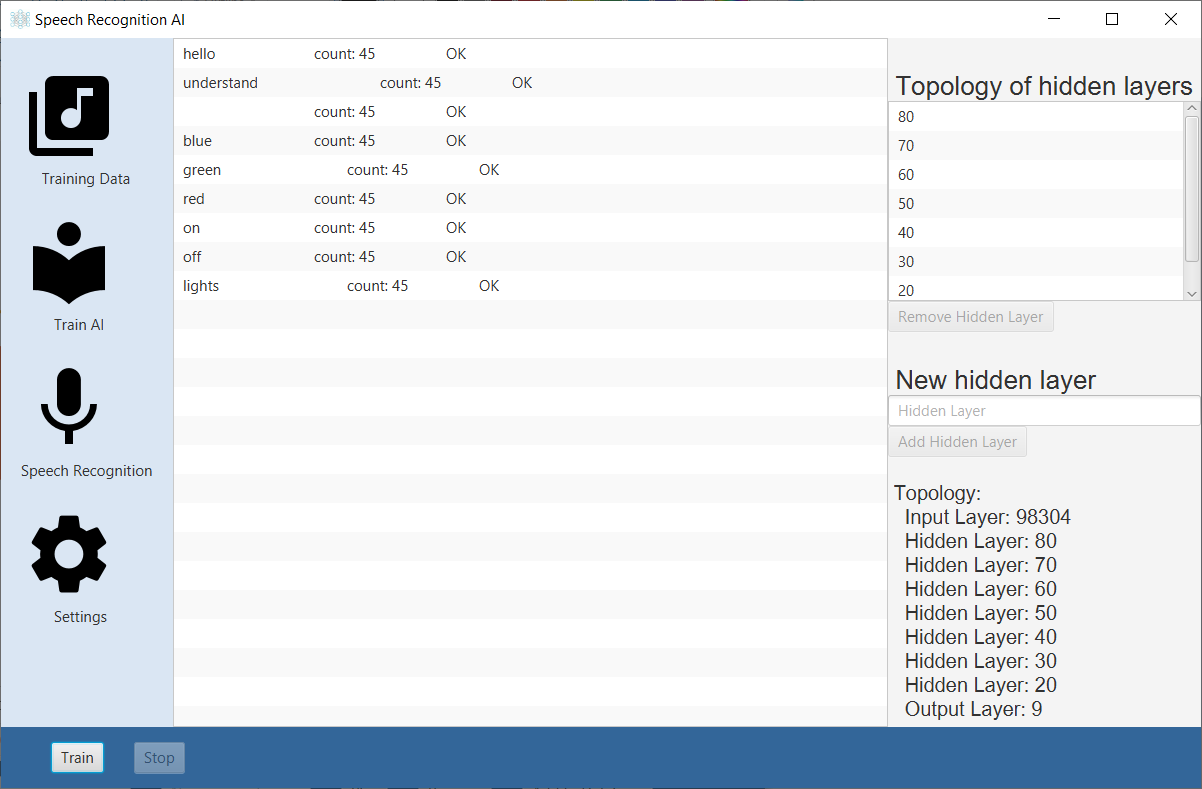 Speech Recognition AI
Training Data
Train AI
Speech Recognition
Settings
hello count: 45 OK
understand count: 45 OK
count: 45 OK
blue count: 45 OK
green count: 45 OK
red count: 45 OK
on count: 45 OK
off count: 45 OK
lights count: 45 OK
Topology of hidden layers
80
70
60
50
40
30
20
Remove Hidden Layer
New hidden layer
Hidden Layer
Add Hidden Layer
Topology:
Input Layer: 98304
Hidden Layer: 80
Hidden Layer: 70
Hidden Layer: 60
Hidden Layer: 50
Hidden Layer: 40
Hidden Layer: 30
Hidden Layer: 20
Output Layer: 9
Train Stop